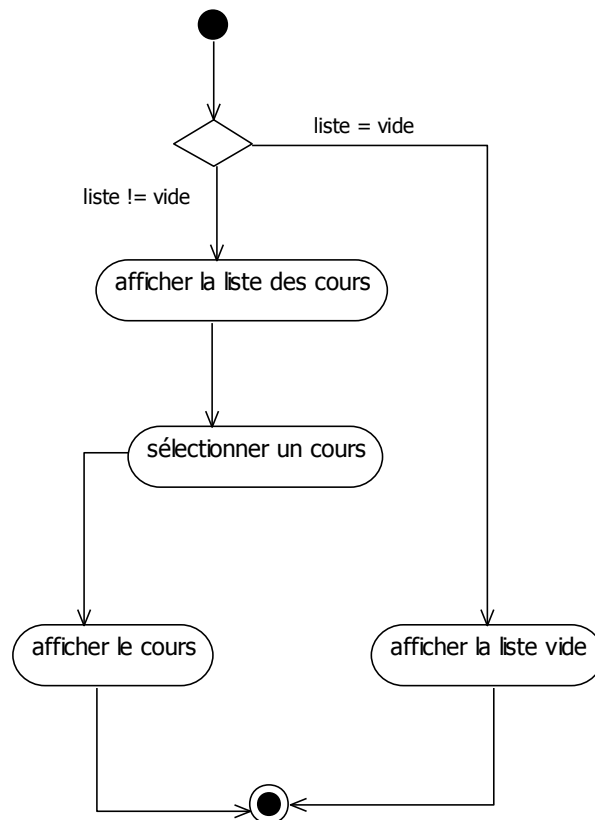 liste = vide
liste != vide
afficher la liste des cours
sélectionner un cours
afficher le cours
afficher la liste vide